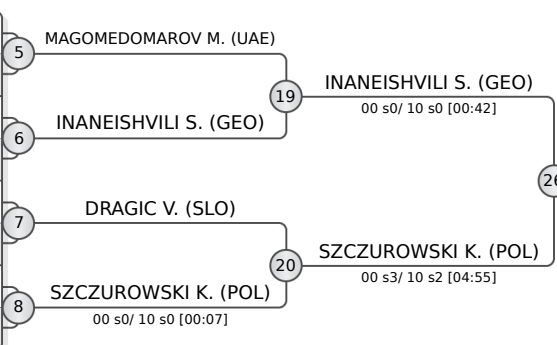 5
MAGOMEDOMAROV M. (UAE)
19
INANEISHVILI S. (GEO)
00 s0/ 10 s0 [00:42]
6
INANEISHVILI S. (GEO)
26
7
DRAGIC V. (SLO)
20
SZCZUROWSKI K. (POL)
00 s3/ 10 s2 [04:55]
8
SZCZUROWSKI K. (POL)
00 s0/ 10 s0 [00:07]